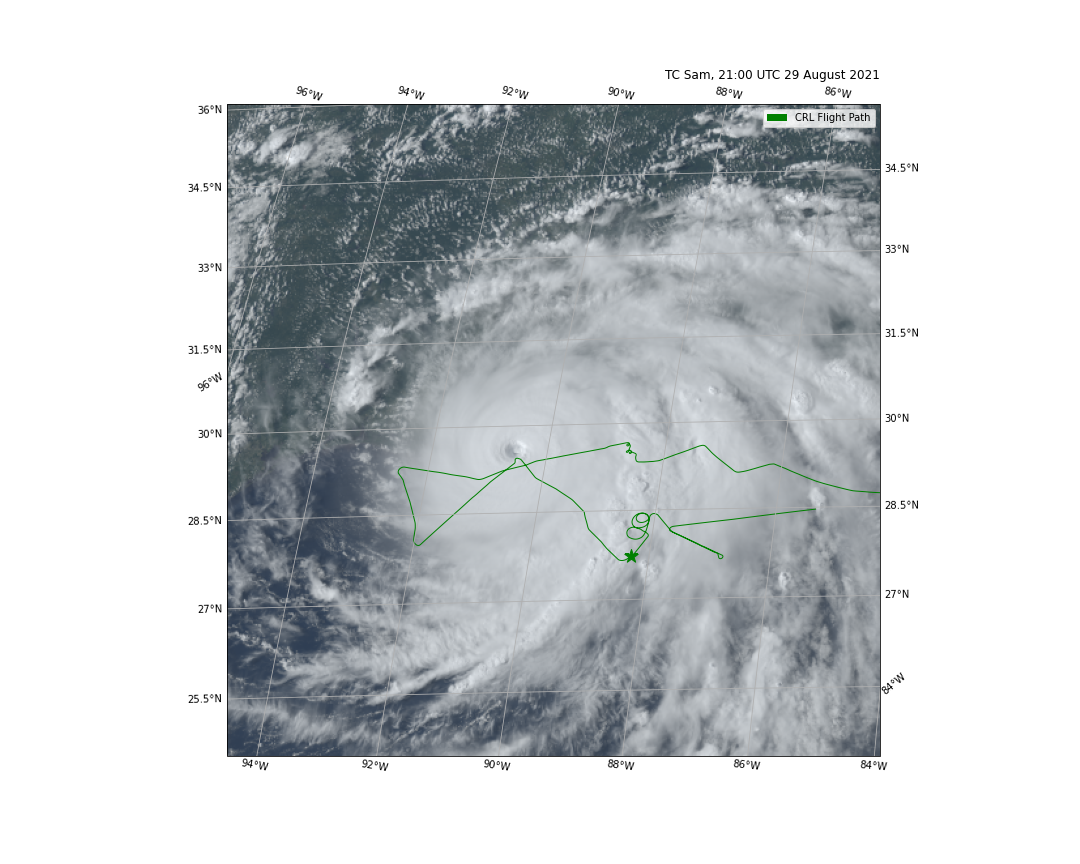 TC Sam, 21:00 UTC 29 August 2021
96°W 94°W 92°W 90°W 88°W 86°W
CRL Flight Path
36°N
34.5°N 34.5°N
33°N 33°N
31.5°N 31.5°N
96°W
30°N 30°N
28.5°N 28.5°N
27°N 27°N
84°W
25.5°N
94°W 92°W 90°W 88°W 86°W 84°W